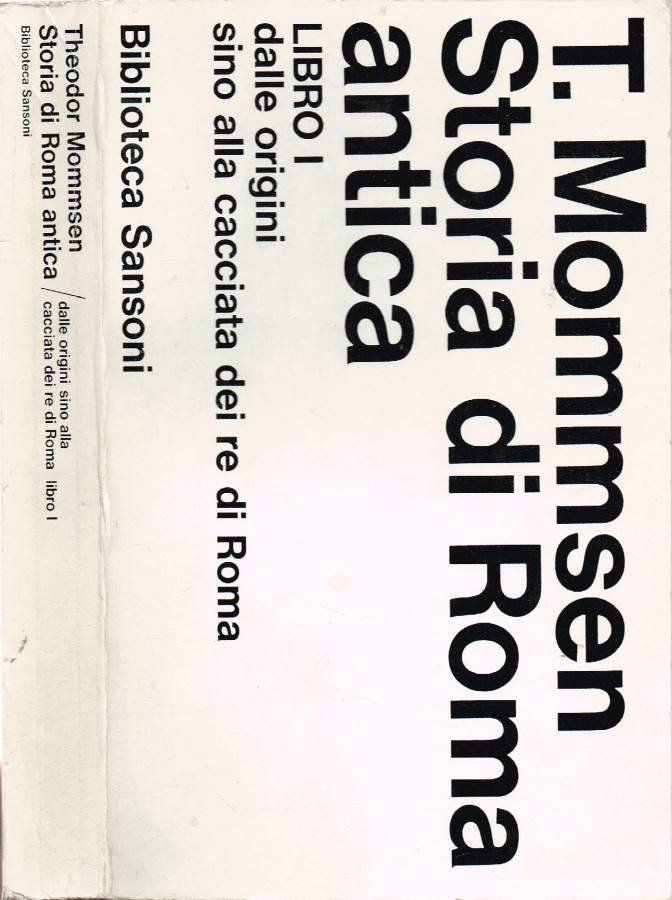 T. Mommsen
Storia di Roma
antica
LIBRO I
dalle origini
sino alla cacciata dei re di Roma
Biblioteca Sansoni
Theodor Mommsen
Storia di Roma antica / dalle origini sino alla
cacciata dei re di Roma libro I
Biblioteca Sansoni